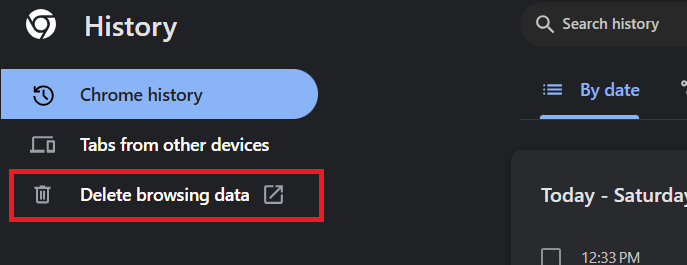 History
Search history
Chrome history
By date
Tabs from other devices
Delete browsing data
Today - Saturday
12:33 PM